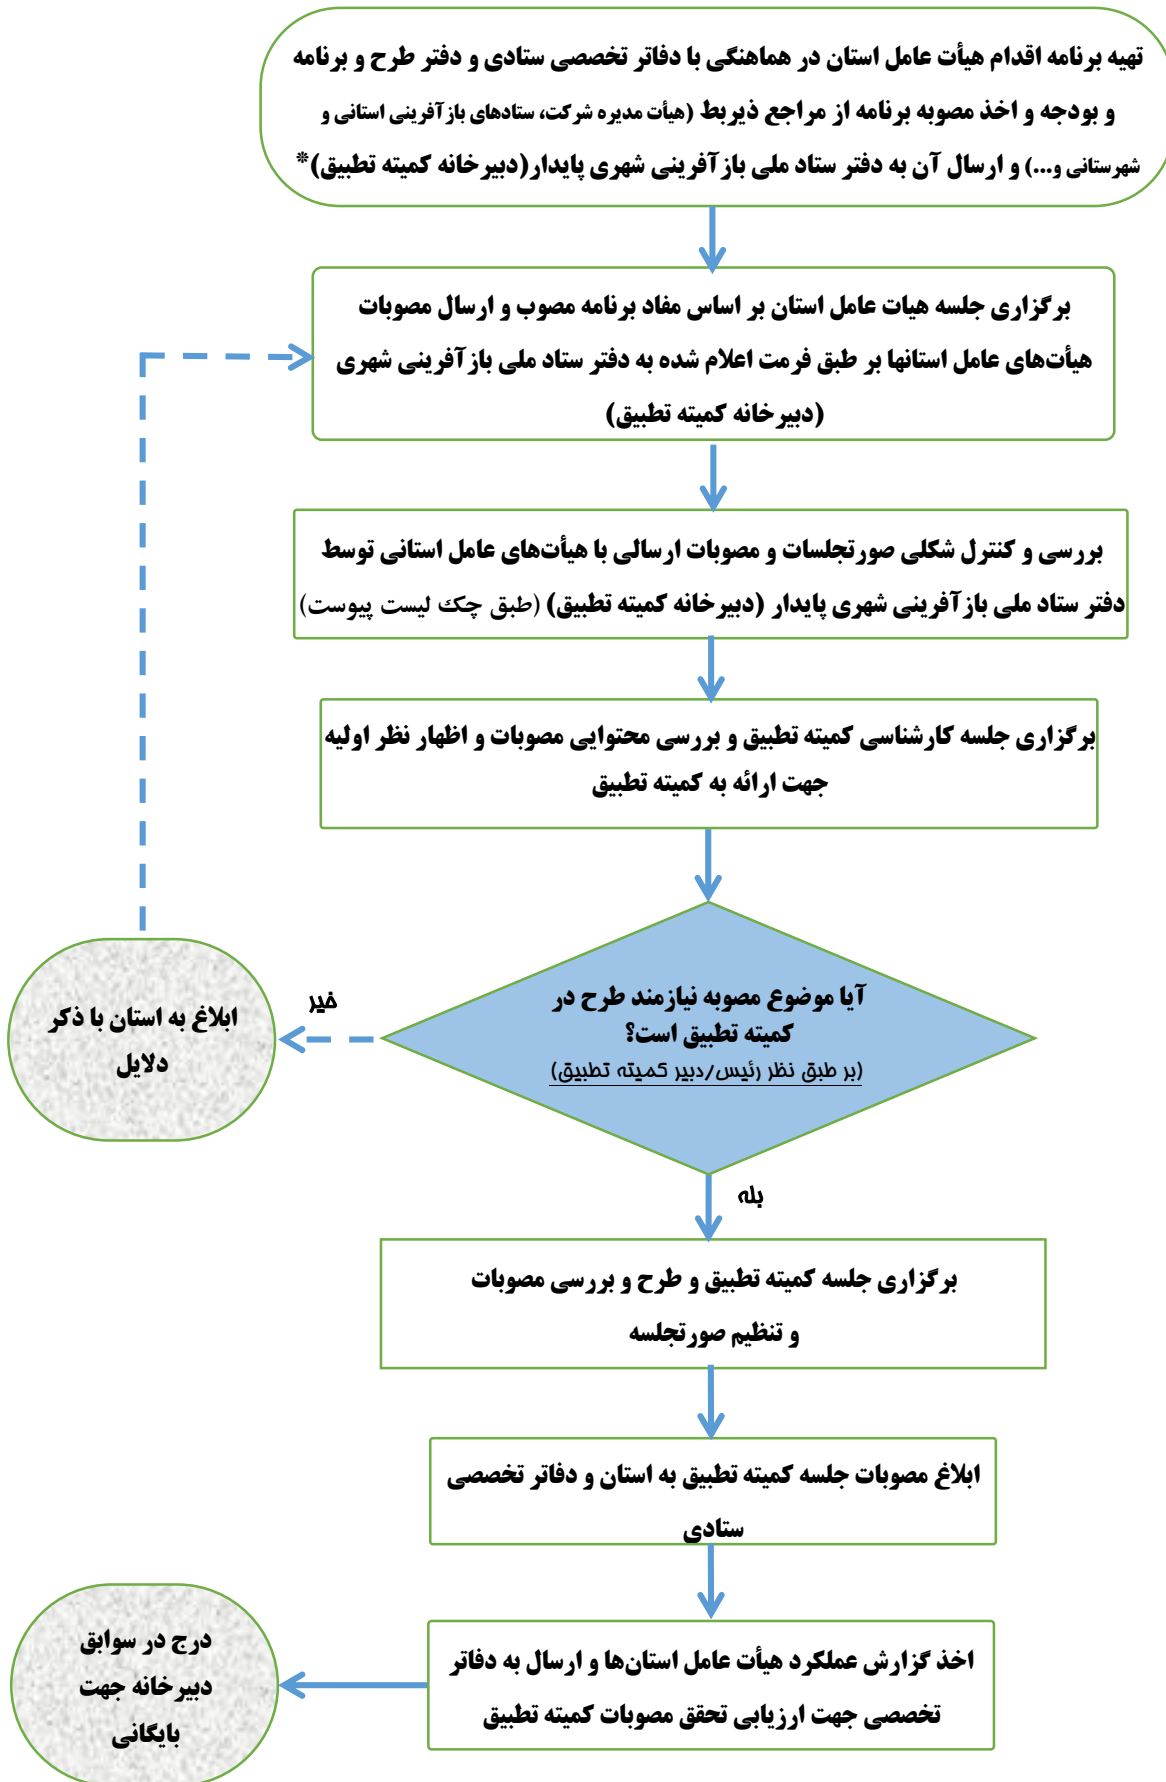 تهیه برنامه اقدام هیأت عامل استان در هماهنگی با دفاتر تخصصی ستادی و دفتر طرح و برنامه
و بودجه و اخذ مصوبه برنامه از مراجع ذیربط (هیأت مدیره شرکت، ستادهای بازآفرینی استانی و
شهرستانی و...) و ارسال آن به دفتر ستاد ملی بازآفرینی شهری پایدار(دبیرخانه کمیته تطبیق)*
برگزاری جلسه هیات عامل استان بر اساس مفاد برنامه مصوب و ارسال مصوبات
هیأت‌های عامل استانها بر طبق فرمت اعلام شده به دفتر ستاد ملی بازآفرینی شهری
(دبیرخانه کمیته تطبیق)
بررسی و کنترل شکلی صورتجلسات و مصوبات ارسالی با هیأت‌های عامل استانی توسط
دفتر ستاد ملی بازآفرینی شهری پایدار (دبیرخانه کمیته تطبیق) (طبق چک لیست پیوست)
برگزاری جلسه کارشناسی کمیته تطبیق و بررسی محتوایی مصوبات و اظهار نظر اولیه
جهت ارائه به کمیته تطبیق
آیا موضوع مصوبه نیازمند طرح در
کمیته تطبیق است؟
(بر طبق نظر رئیس/دبیر کمیته تطبیق)
خیر
ابلاغ به استان با ذکر
دلایل
بله
برگزاری جلسه کمیته تطبیق و طرح و بررسی مصوبات
و تنظیم صورتجلسه
ابلاغ مصوبات جلسه کمیته تطبیق به استان و دفاتر تخصصی
ستادی
اخذ گزارش عملکرد هیأت عامل استان‌ها و ارسال به دفاتر
تخصصی جهت ارزیابی تحقق مصوبات کمیته تطبیق
درج در سوابق
دبیرخانه جهت
بایگانی